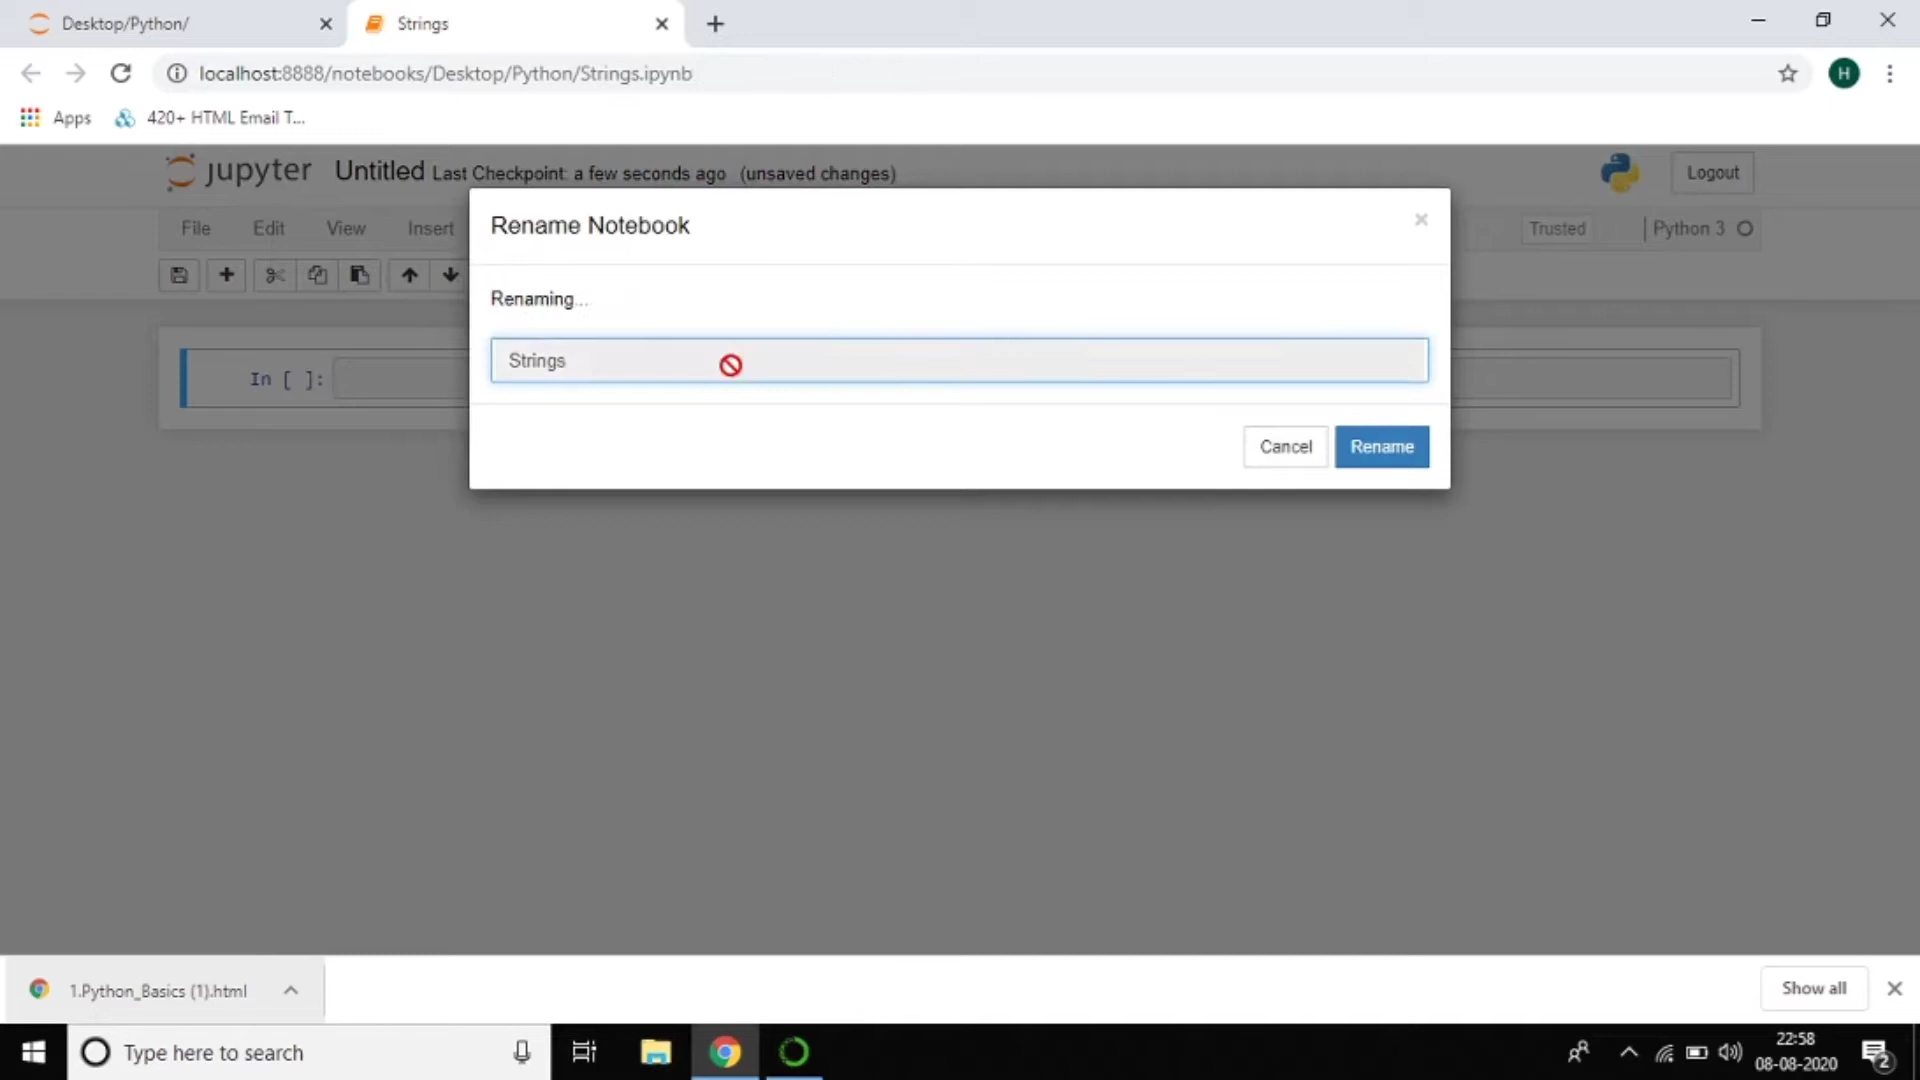 Desktop/Python/
Strings
localhost:8888/notebooks/Desktop/Python/Strings.ipynb
H
Apps
420+ HTML Email T...
jupyter Untitled Last Checkpoint: a few seconds ago (unsaved changes)
Logout
File Edit View Insert
Trusted
Python 3
Rename Notebook
Renaming...
Strings
In [ ]:
Cancel
Rename
1.Python_Basics (1).html
Show all
Type here to search
22:58
08-08-2020
2